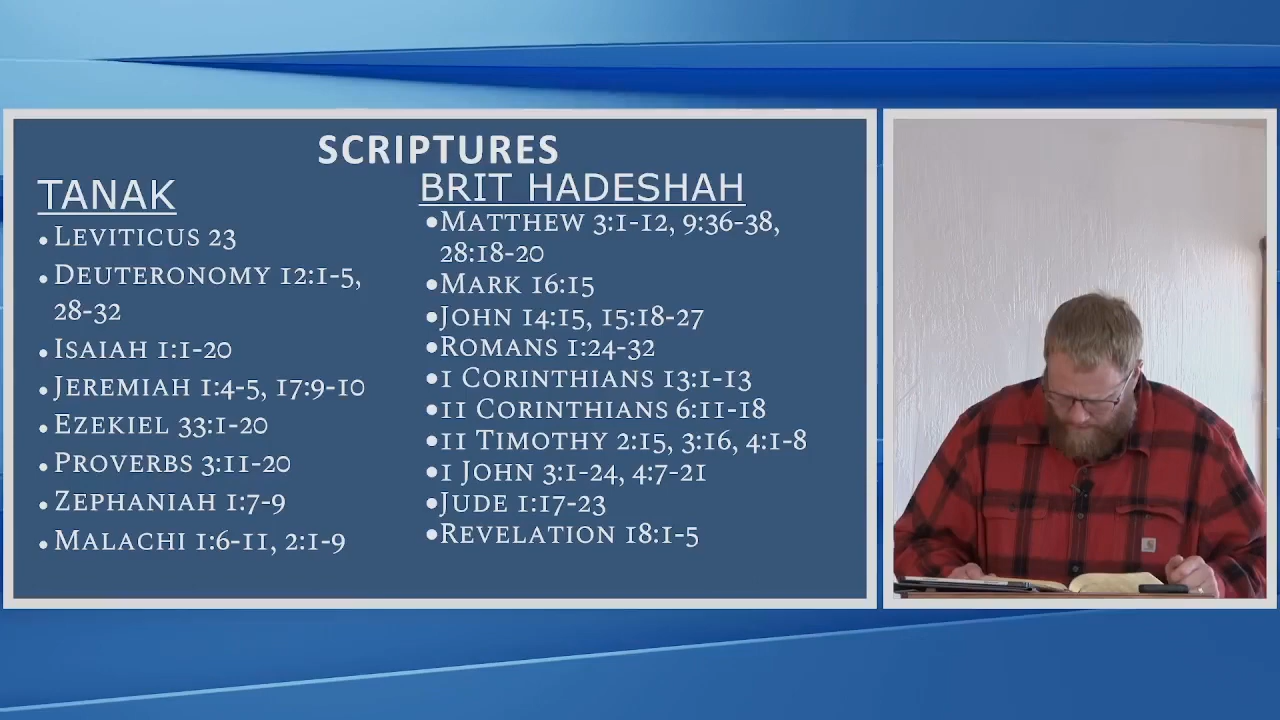 SCRIPTURES
TANAK
• LEVITICUS 23
• DEUTERONOMY 12:1-5,
28-32
• ISAIAH 1:1-20
• JEREMIAH 1:4-5, 17:9-10
• EZEKIEL 33:1-20
• PROVERBS 3:11-20
• ZEPHANIAH 1:7-9
• MALACHI 1:6-11, 2:1-9
BRIT HADESHAH
•MATTHEW 3:1-12, 9:36-38,
28:18-20
•MARK 16:15
•JOHN 14:15, 15:18-27
•ROMANS 1:24-32
•1 CORINTHIANS 13:1-13
•11 CORINTHIANS 6:11-18
•11 TIMOTHY 2:15, 3:16, 4:1-8
•1 JOHN 3:1-24, 4:7-21
•JUDE 1:17-23
•REVELATION 18:1-5